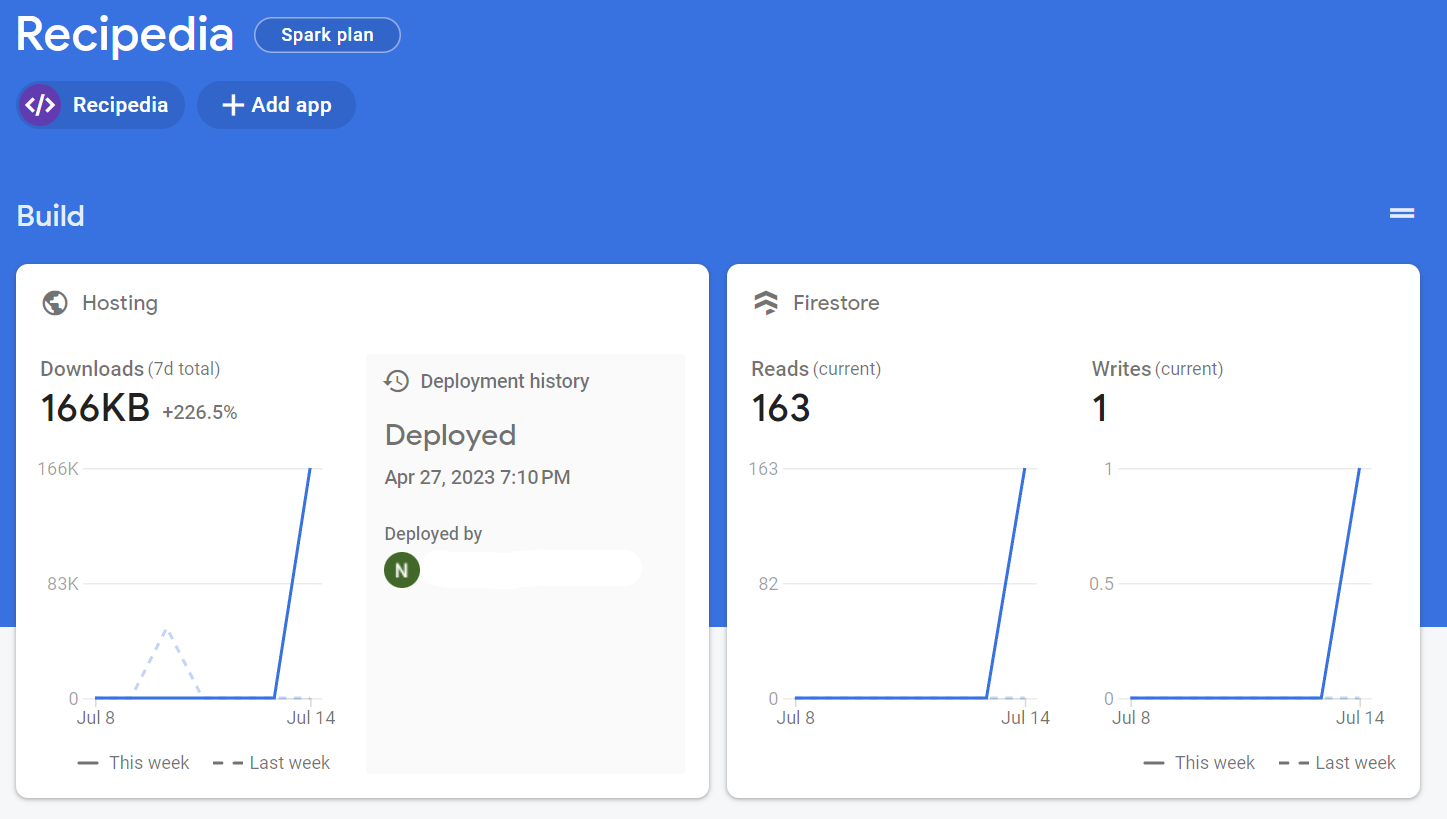 Recipedia
Spark plan
</> Recipedia
+ Add app
Build
Hosting
Downloads (7d total)
166KB +226.5%
166K
83K
0
Jul 8
Jul 14
This week
Last week
Deployment history
Deployed
Apr 27, 2023 7:10 PM
Deployed by
N
Firestore
Reads (current)
163
163
82
0
Jul 8
Jul 14
Writes (current)
1
1
0.5
0
Jul 8
Jul 14
This week
Last week